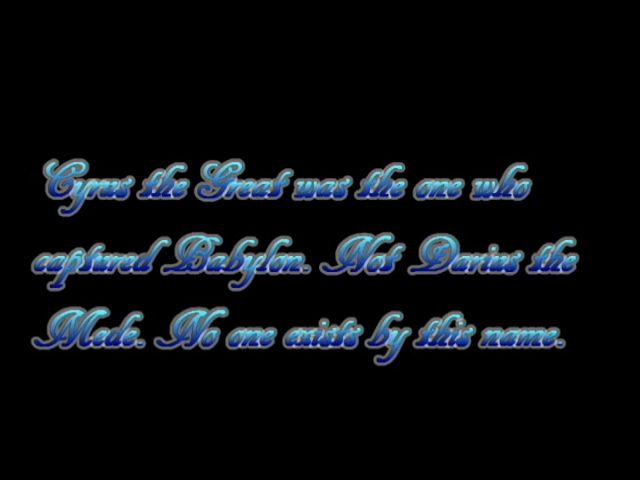 Cyrus the Great was the one who
captured Babylon. Not Darius the
Mede. No one exists by this name.